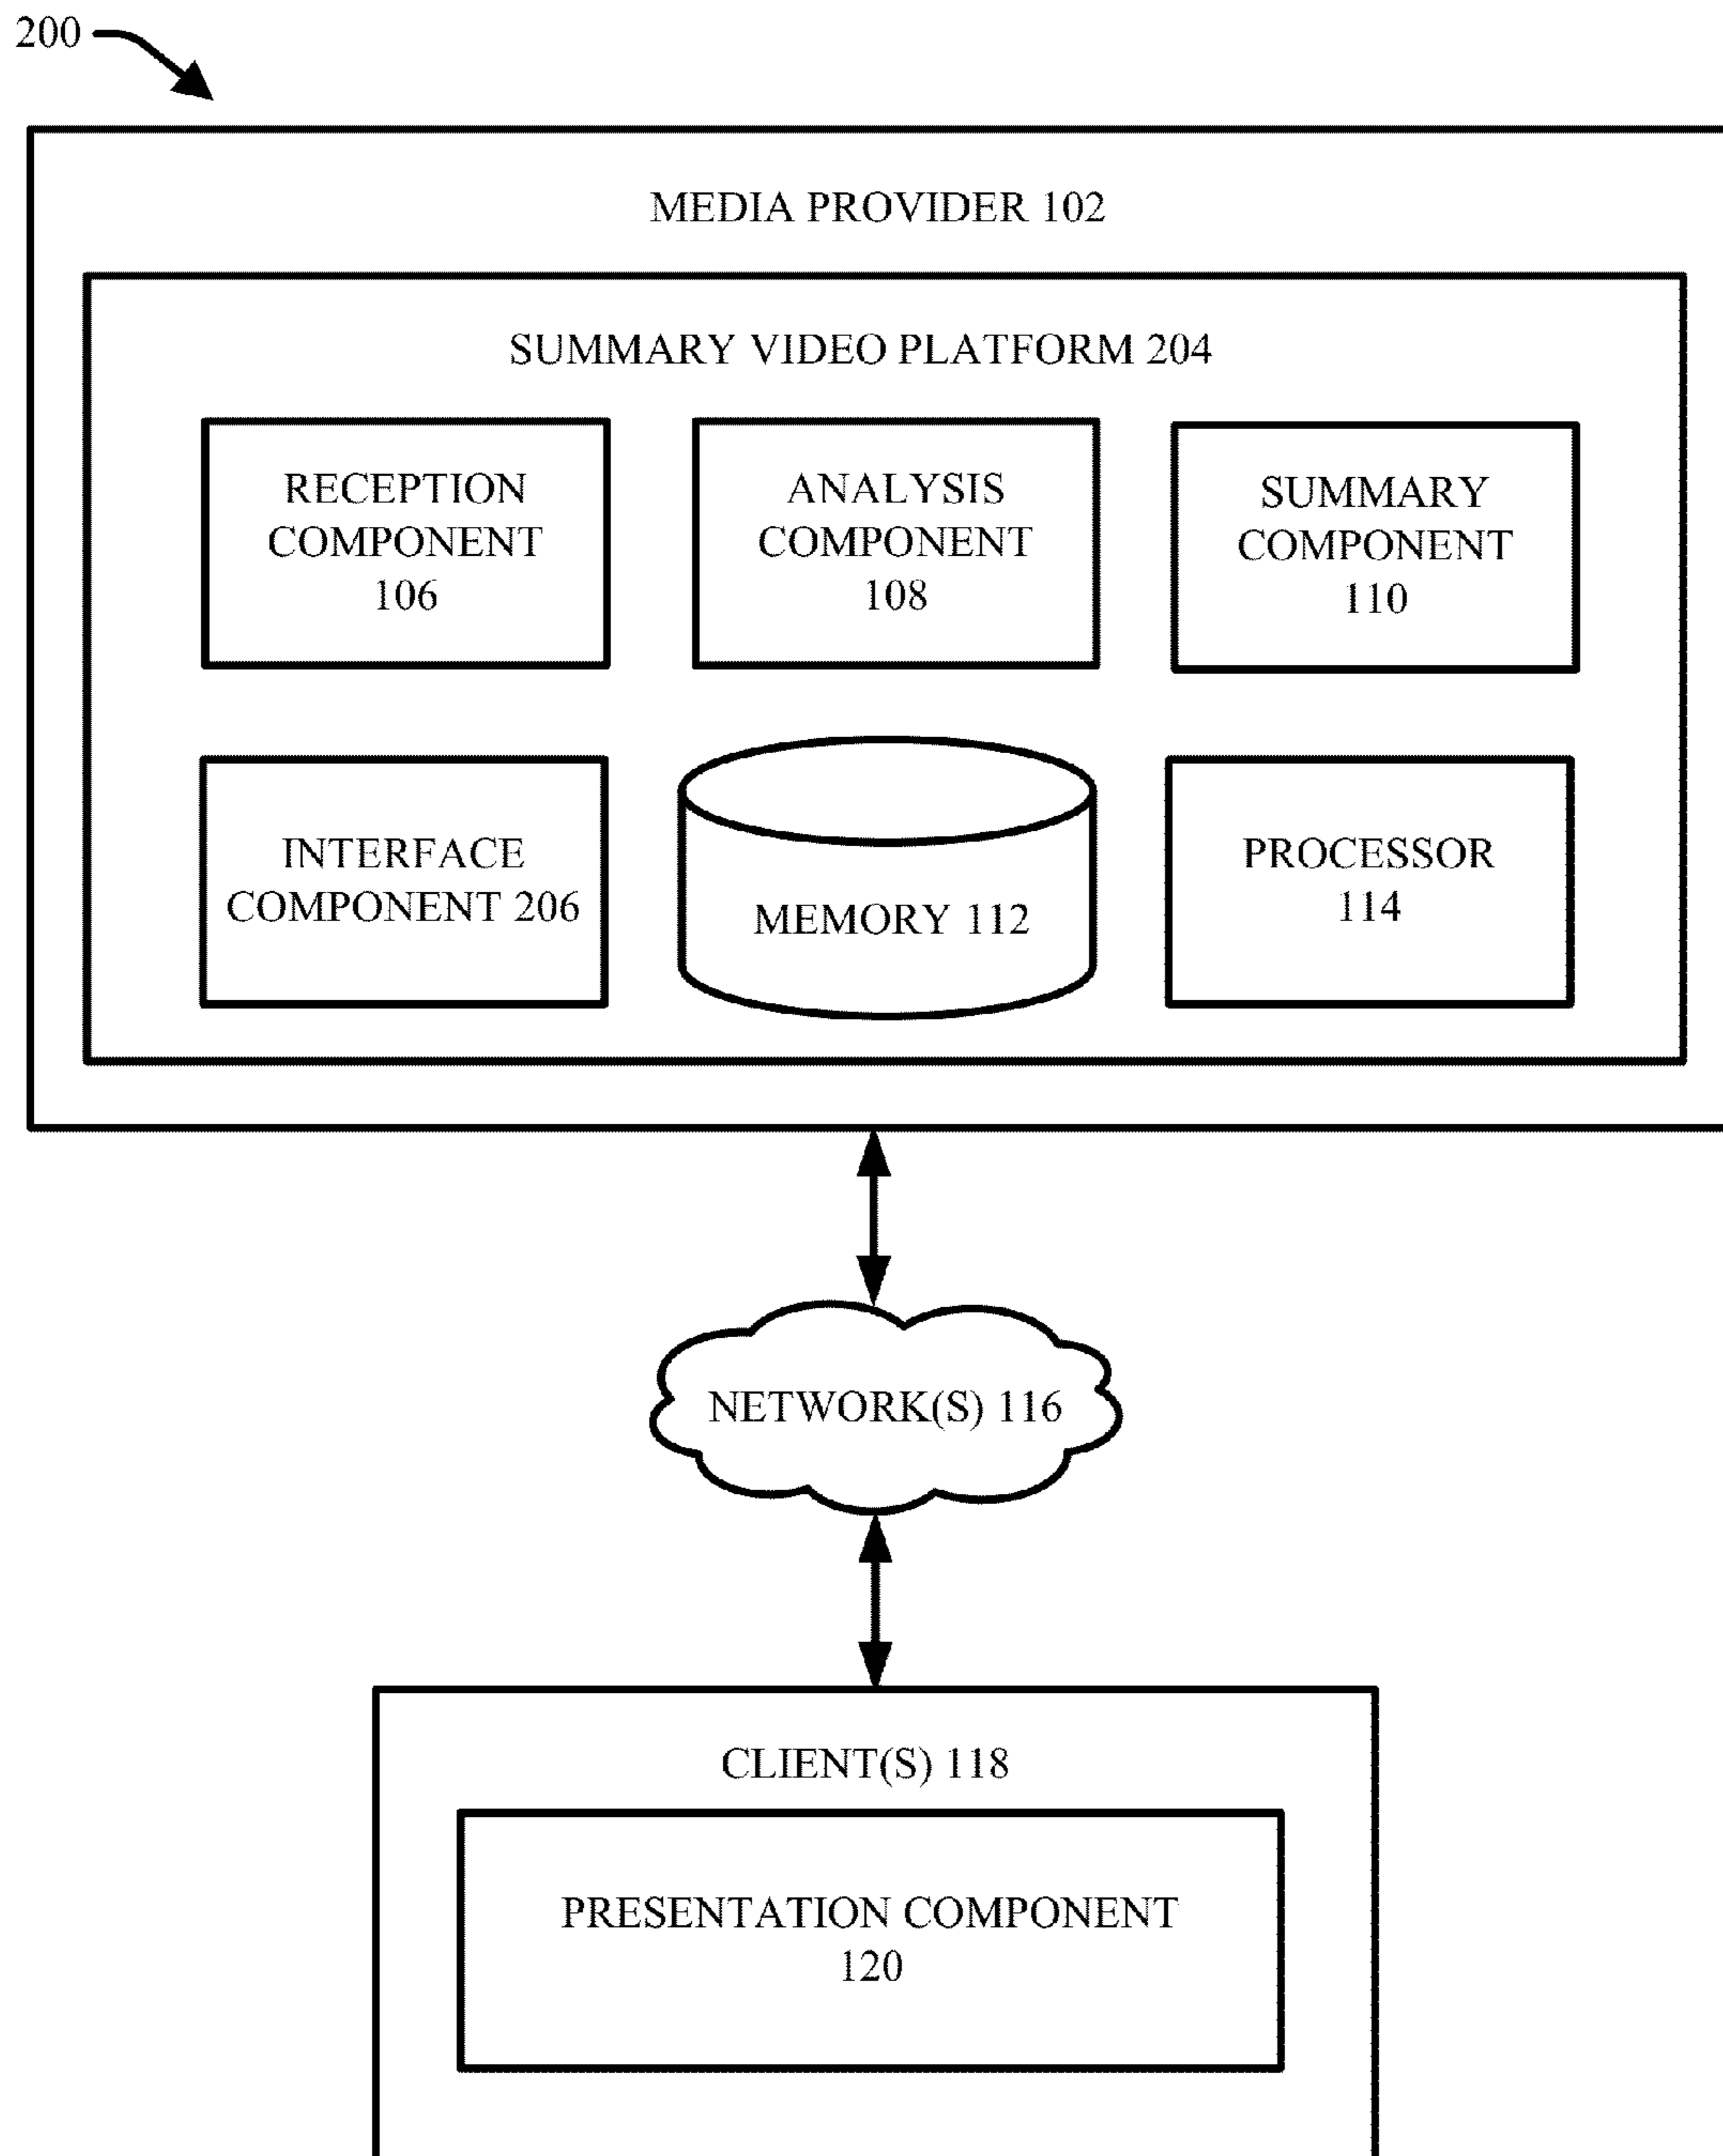 200
MEDIA PROVIDER 102
SUMMARY VIDEO PLATFORM 204
RECEPTION
COMPONENT
106
ANALYSIS
COMPONENT
108
SUMMARY
COMPONENT
110
INTERFACE
COMPONENT 206
MEMORY 112
PROCESSOR
114
NETWORK(S) 116
CLIENT(S) 118
PRESENTATION COMPONENT
120